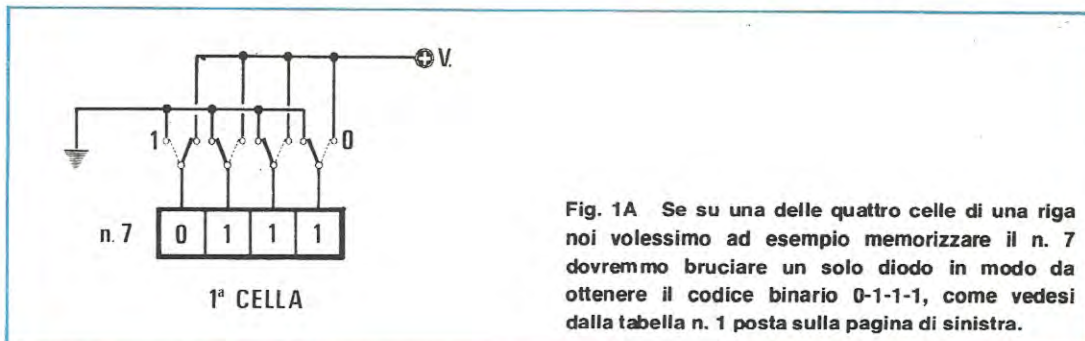 V.
1 0
n. 7 0 1 1 1
1ª CELLA
Fig. 1A Se su una delle quattro celle di una riga
noi volessimo ad esempio memorizzare il n. 7
dovremmo bruciare un solo diodo in modo da
ottenere il codice binario 0-1-1-1, come vedesi
dalla tabella n. 1 posta sulla pagina di sinistra.